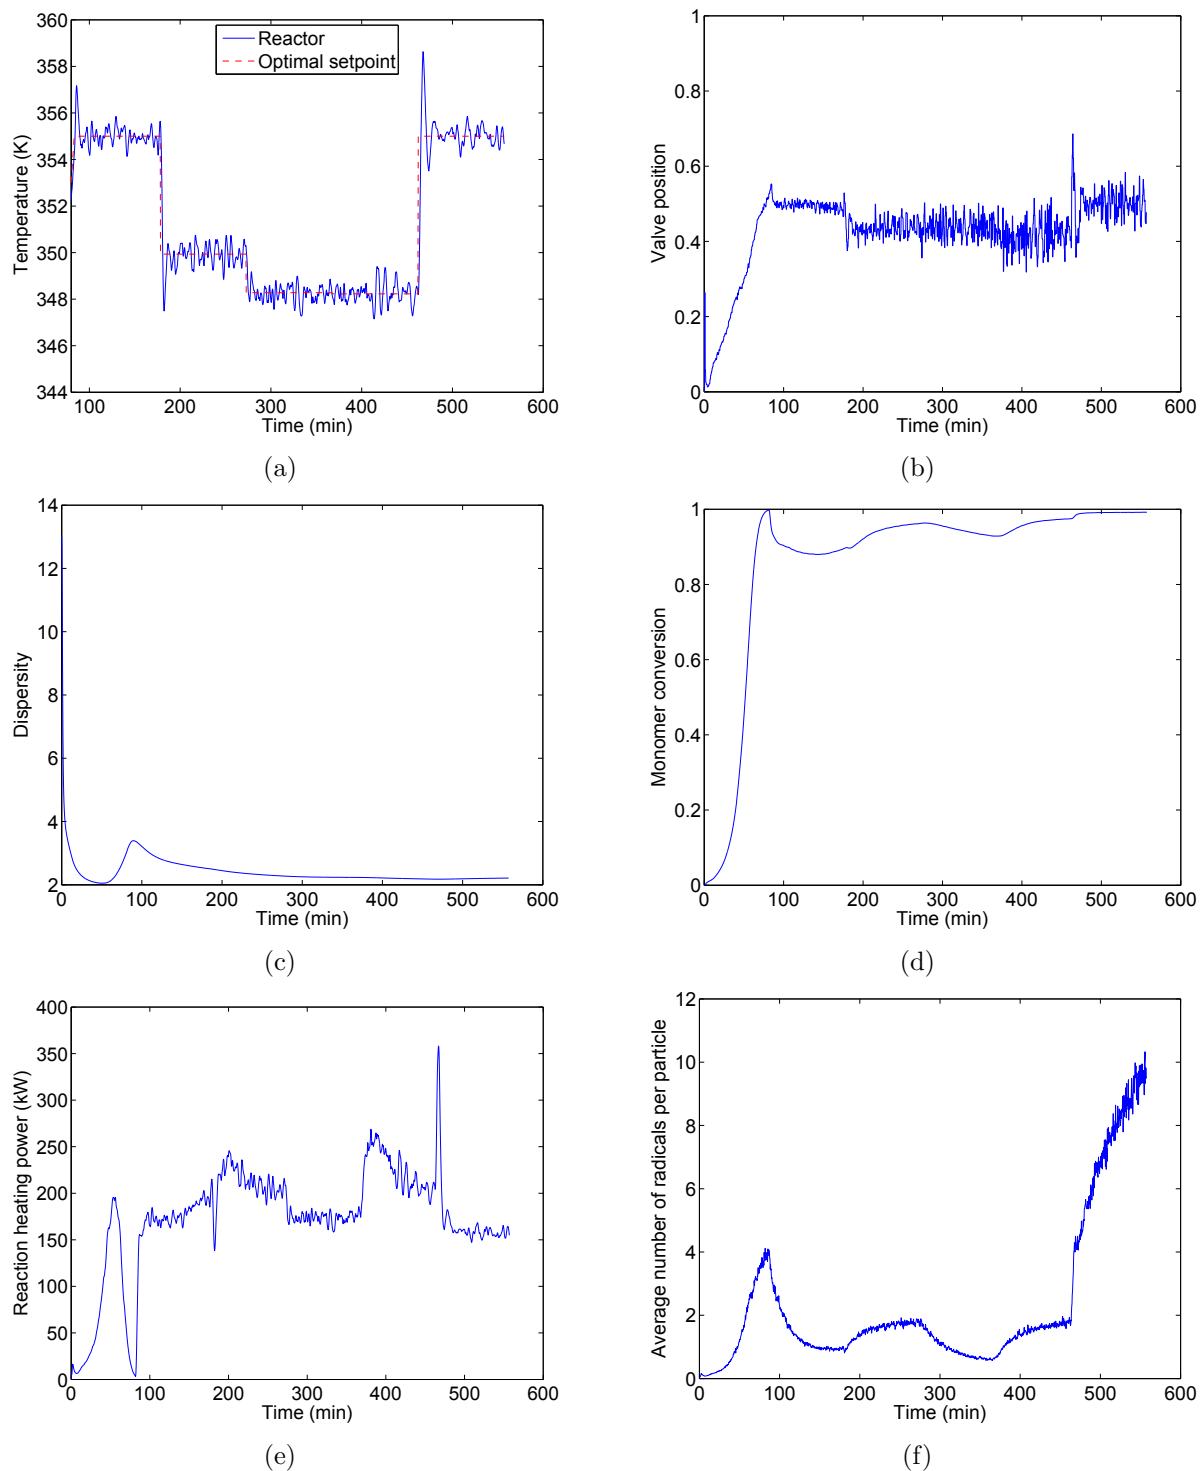 360
358
356
354
352
350
348
346
344
Temperature (K)
Reactor
Optimal setpoint
100 200 300 400 500 600
Time (min)
(a)
1
0.8
0.6
0.4
0.2
0
Valve position
0 100 200 300 400 500 600
Time (min)
(b)
14
12
10
8
6
4
2
Dispersity
0 100 200 300 400 500 600
Time (min)
(c)
1
0.8
0.6
0.4
0.2
0
Monomer conversion
0 100 200 300 400 500 600
Time (min)
(d)
400
350
300
250
200
150
100
50
0
Reaction heating power (kW)
0 100 200 300 400 500 600
Time (min)
(e)
12
10
8
6
4
2
0
Average number of radicals per particle
0 100 200 300 400 500 600
Time (min)
(f)